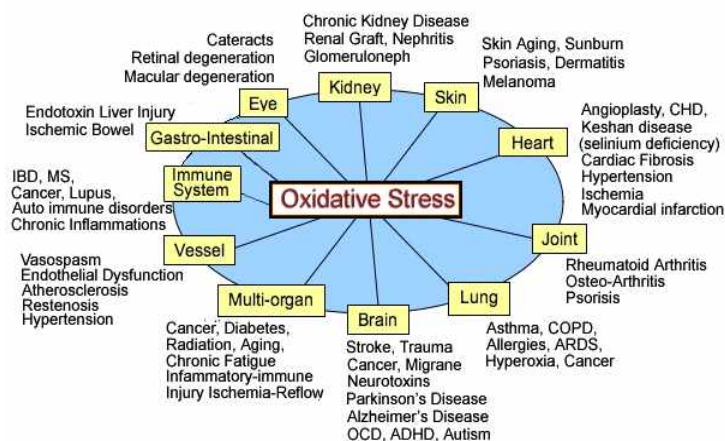 Chronic Kidney Disease
Renal Graft, Nephritis
Glomeruloneph
Kidney
Cateracts
Retinal degeneration
Macular degeneration
Eye
Skin Aging, Sunburn
Psoriasis, Dermatitis
Melanoma
Skin
Endotoxin Liver Injury
Ischemic Bowel
Gastro-Intestinal
Angioplasty, CHD,
Keshan disease
(selinium deficiency)
Cardiac Fibrosis
Hypertension
Ischemia
Myocardial infarction
Heart
IBD, MS,
Cancer, Lupus,
Auto immune disorders
Chronic Inflammations
Immune
System
Oxidative Stress
Vessel
Vasospasm
Endothelial Dysfunction
Atherosclerosis
Restenosis
Hypertension
Joint
Rheumatoid Arthritis
Osteo-Arthritis
Psorisis
Multi-organ
Cancer, Diabetes,
Radiation, Aging,
Chronic Fatigue
Infammatory-immune
Injury Ischemia-Reflow
Brain
Stroke, Trauma
Cancer, Migrane
Neurotoxins
Parkinson's Disease
Alzheimer's Disease
OCD, ADHD, Autism
Lung
Asthma, COPD,
Allergies, ARDS,
Hyperoxia, Cancer